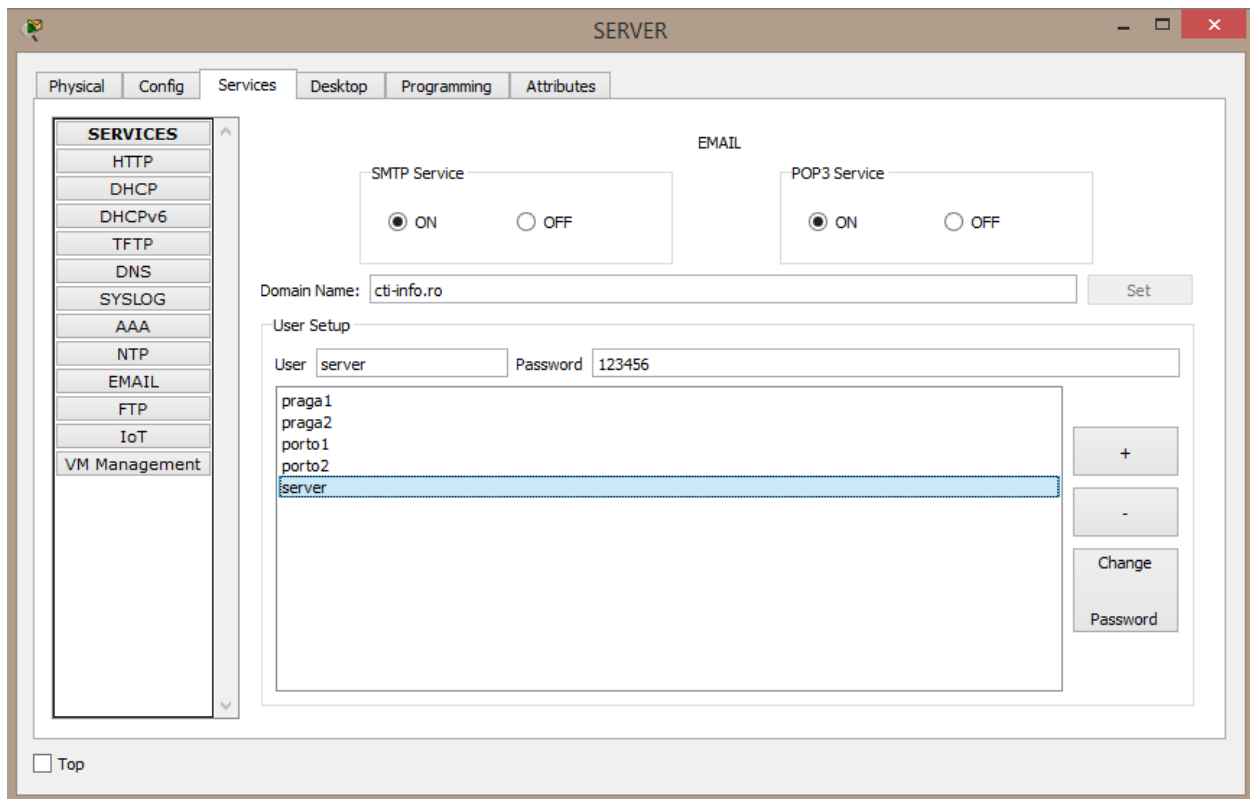 SERVER
Physical Config Services Desktop Programming Attributes
SERVICES
HTTP
DHCP
DHCPv6
TFTP
DNS
SYSLOG
AAA
NTP
EMAIL
FTP
IoT
VM Management
EMAIL
SMTP Service
ON OFF
POP3 Service
ON OFF
Domain Name: cti-info.ro Set
User Setup
User server Password 123456
praga1
praga2
porto1
porto2
server
+
-
Change
Password
Top